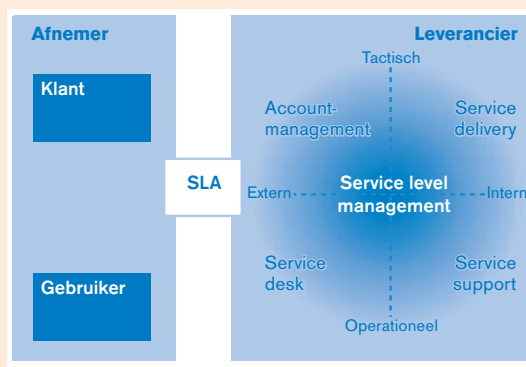 Afnemer
Klant
Gebruiker
SLA
Leverancier
Tactisch
Account-
management
Service
delivery
Extern
Service level
management
Intern
Service
desk
Service
support
Operationeel